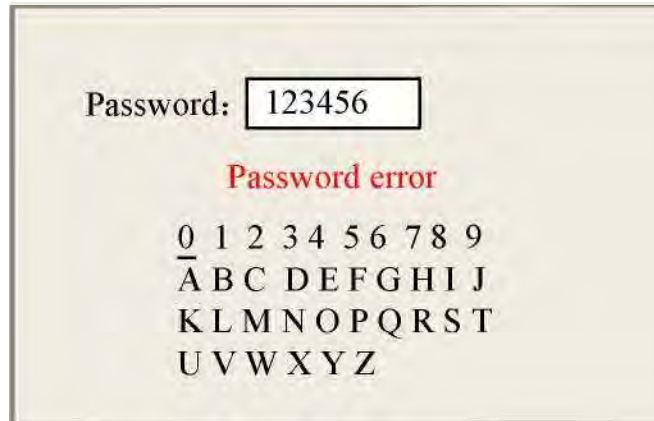 Password: 123456
Password error
0 1 2 3 4 5 6 7 8 9
A B C D E F G H I J
K L M N O P Q R S T
U V W X Y Z